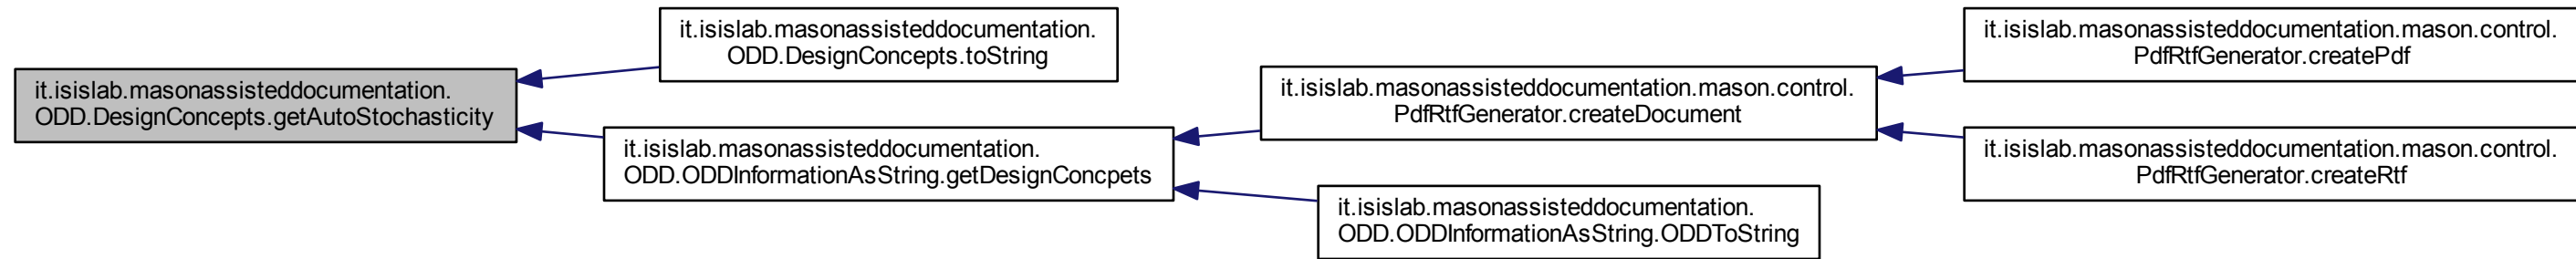 it.isislab.masonassisteddocumentation.
ODD.DesignConcepts.getAutoStochasticity
it.isislab.masonassisteddocumentation.
ODD.DesignConcepts.toString
it.isislab.masonassisteddocumentation.
ODD.ODDInformationAsString.getDesignConcpets
it.isislab.masonassisteddocumentation.mason.control.
PdfRtfGenerator.createDocument
it.isislab.masonassisteddocumentation.
ODD.ODDInformationAsString.ODDToString
it.isislab.masonassisteddocumentation.mason.control.
PdfRtfGenerator.createPdf
it.isislab.masonassisteddocumentation.mason.control.
PdfRtfGenerator.createRtf